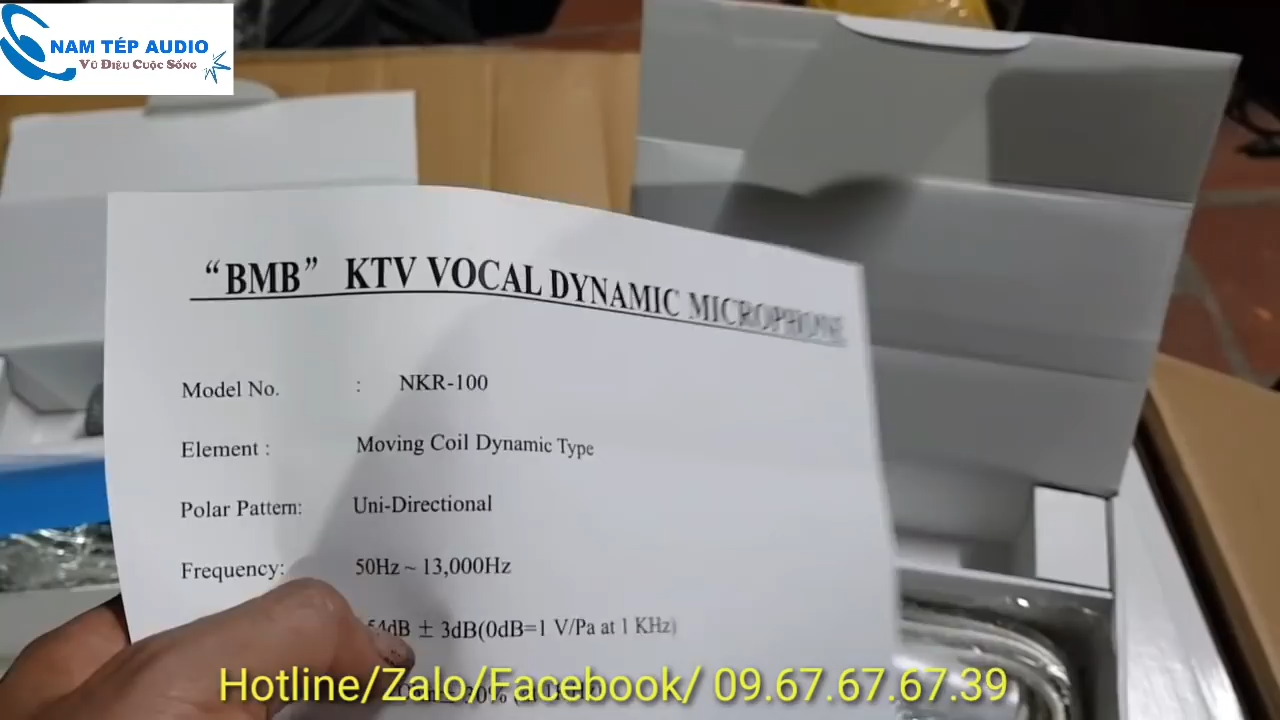 NAM TÉP AUDIO
VŨ ĐIỆU CUỘC SỐNG
“BMB” KTV VOCAL DYNAMIC MICROPHONE
Model No. : NKR-100
Element : Moving Coil Dynamic Type
Polar Pattern: Uni-Directional
Frequency: 50Hz ~ 13,000Hz
54dB ± 3dB(0dB=1 V/Pa at 1 KHz)
Hotline/Zalo/Facebook/ 09.67.67.67.39